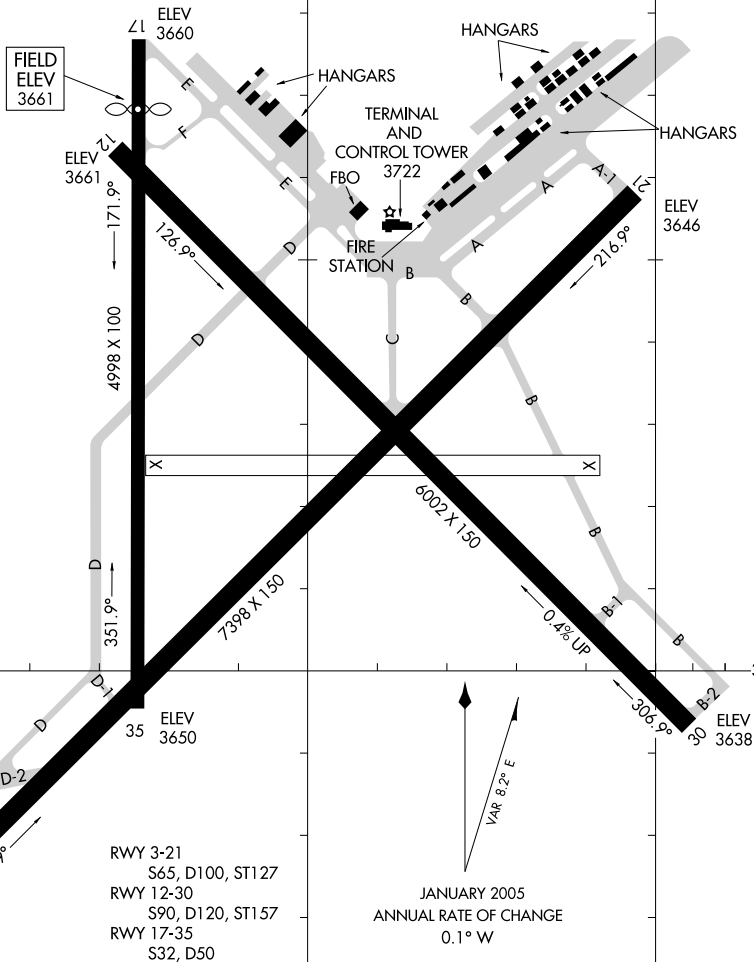 17
ELEV
3660
HANGARS
FIELD
ELEV
3661
E
HANGARS
TERMINAL
AND
CONTROL TOWER
3722
HANGARS
F
12
ELEV
3661
FBO
E
A
A-1
21
ELEV
3646
171.9°
126.9°
D
FIRE
STATION
A
B
216.9°
B
4998 X 100
D
C
B
X
X
6002 X 150
B
D
351.9°
7398 X 150
0.4% UP
B-1
B
D-1
B-2
306.9°
30
ELEV
3638
D
35
ELEV
3650
D-2
VAR 8.2° E
RWY 3-21
S65, D100, ST127
RWY 12-30
S90, D120, ST157
RWY 17-35
S32, D50
JANUARY 2005
ANNUAL RATE OF CHANGE
0.1° W